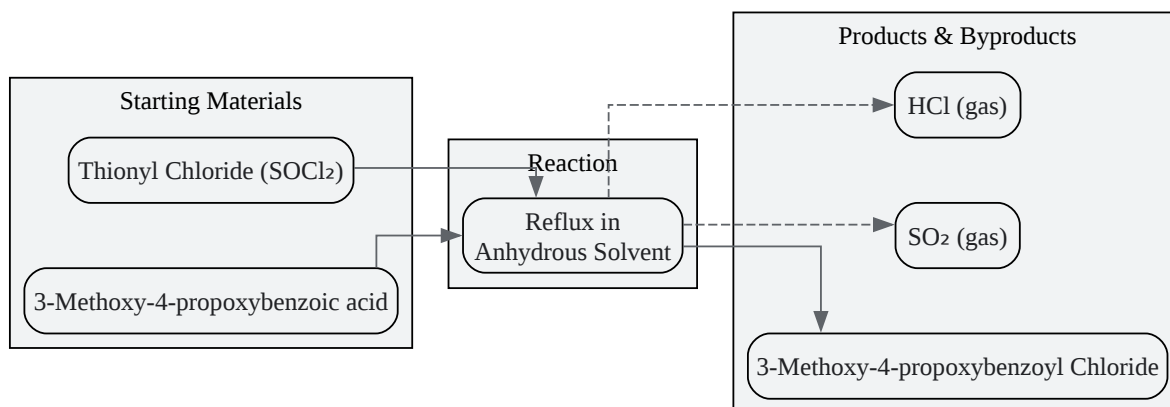 Starting Materials
Thionyl Chloride (SOCl₂)
3-Methoxy-4-propoxybenzoic acid
Reaction
Reflux in
Anhydrous Solvent
Products & Byproducts
HCl (gas)
SO₂ (gas)
3-Methoxy-4-propoxybenzoyl Chloride